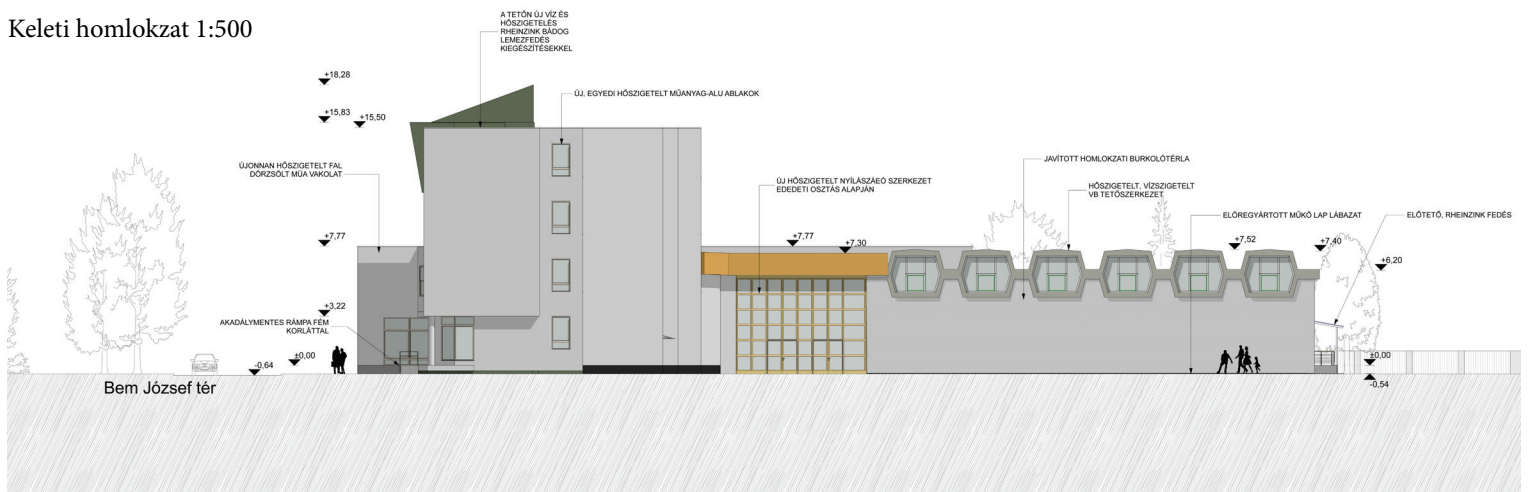 Keleti homlokzat 1:500
A TETŐN ÚJ VÍZ ÉS
HŐSZIGETELÉS
RHEINZINK BÁDOG
LEMEZFEDÉS
KIEGÉSZÍTÉSEKKEL
+18,28
+15,83
+15,50
ÚJ, EGYEDI HŐSZIGETELT MŰANYAG-ALU ABLAKOK
ÚJONNAN HŐSZIGETELT FAL
DÖRZSÖLT MŰA VAKOLAT
JAVÍTOTT HOMLOKZATI BURKOLÓTÉRLA
ÚJ HŐSZIGETELT NYÍLÁSZÁEÓ SZERKEZET
EDEDETI OSZTÁS ALAPJÁN
HŐSZIGETELT, VÍZSZIGETELT
VB TETŐSZERKEZET
ELŐREGYÁRTOTT MŰKŐ LAP LÁBAZAT
ELŐTETŐ, RHEINZINK FEDÉS
+7,77
+7,77
+7,30
+7,52
+7,40
+6,20
+3,22
AKADÁLYMENTES RÁMPA FÉM
KORLÁTTAL
±0,00
-0,64
±0,00
-0,54
Bem József tér